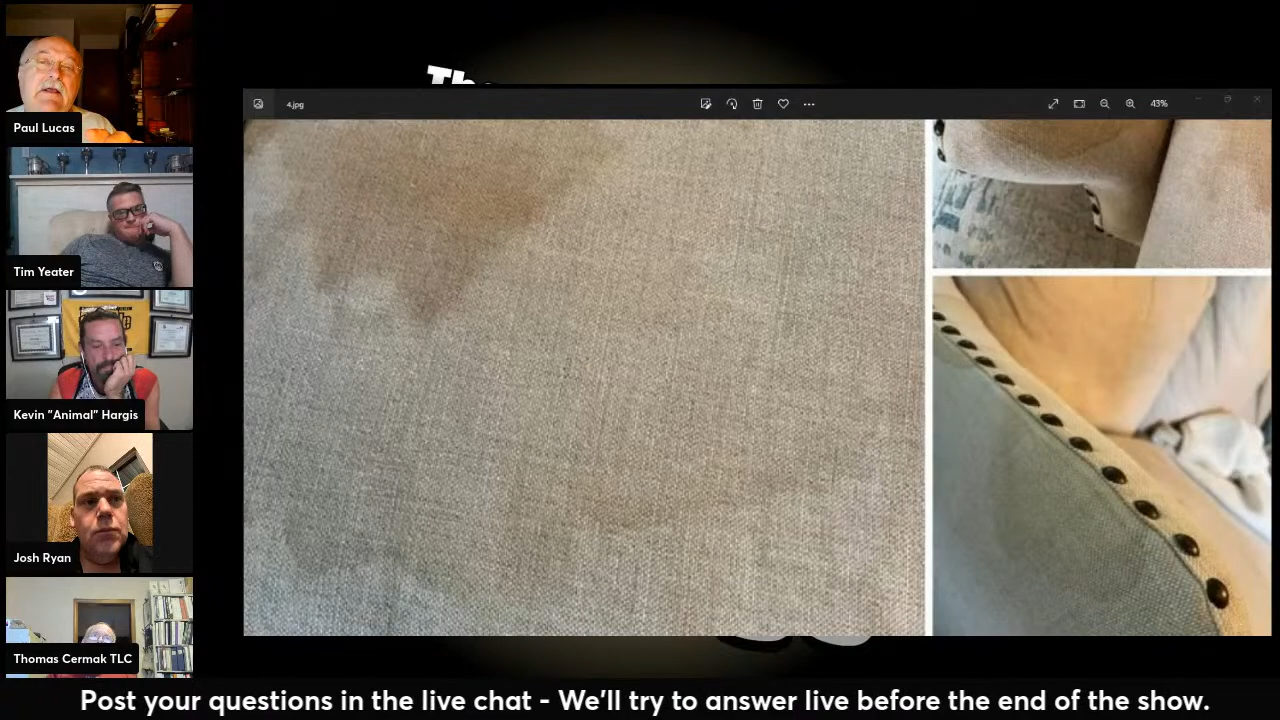 Paul Lucas
Tim Yeater
Kevin "Animal" Hargis
Josh Ryan
Thomas Cermak TLC
The
4.jpg
43%
Post your questions in the live chat - We'll try to answer live before the end of the show.